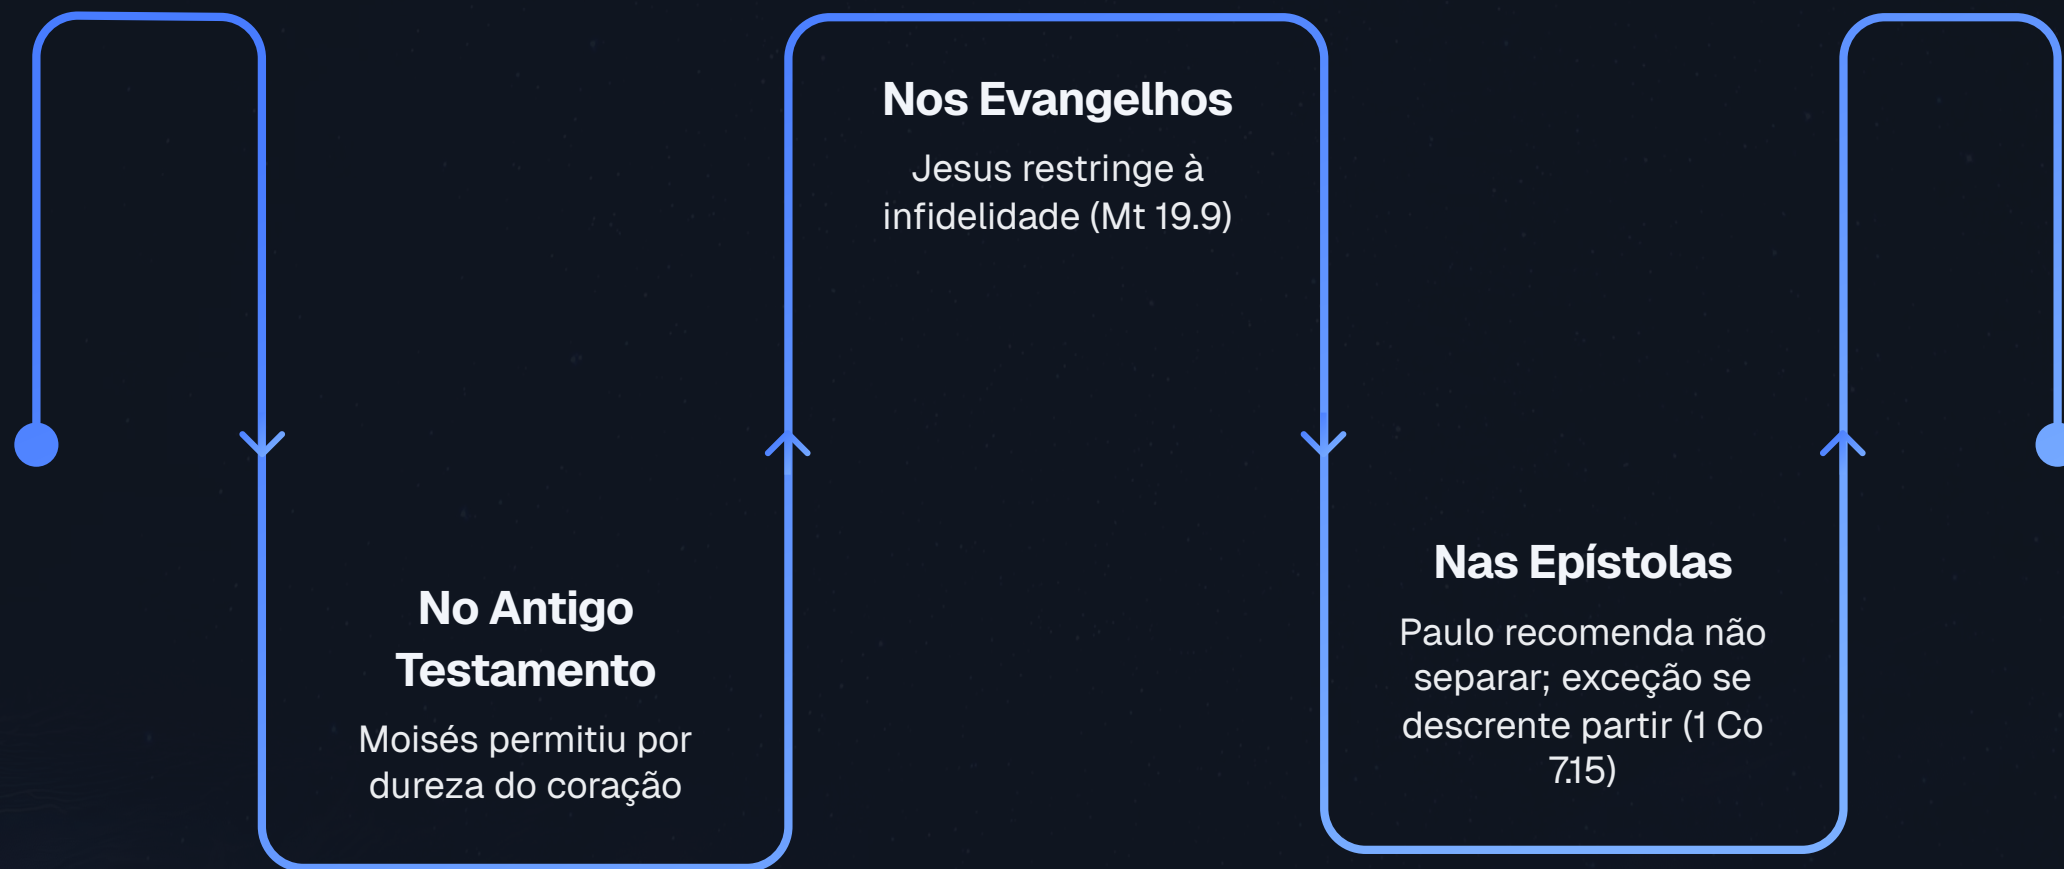 No Antigo
Testamento
Moisés permitiu por
dureza do coração
Nos Evangelhos
Jesus restringe à
infidelidade (Mt 19.9)
Nas Epístolas
Paulo recomenda não
separar; exceção se
descrente partir (1 Co
7.15)